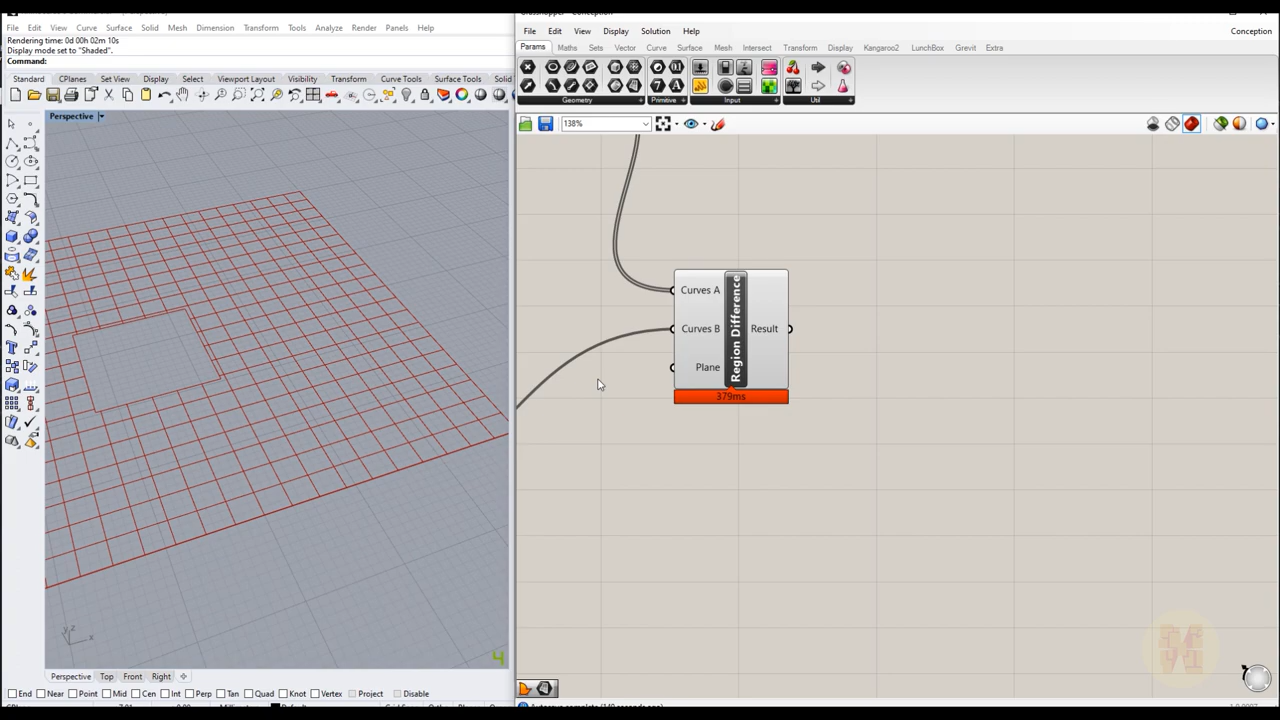 Grasshopper - Conception
File Edit View Curve Surface Solid Mesh Dimension Transform Tools Analyze Render Panels Help
File Edit View Display Solution Help
Conception
Rendering time: 0d 00h 02m 10s
Display mode set to "Shaded".
Command:
Params Maths Sets Vector Curve Surface Mesh Intersect Transform Display Kangaroo2 LunchBox Grevit Extra
Standard CPlanes Set View Display Select Viewport Layout Visibility Transform Curve Tools Surface Tools Solid
Geometry Primitive Input Util
Perspective
138%
Curves A
Curves B
Plane
Region Difference
Result
379ms
z
y
x
4
Perspective Top Front Right
End Near Point Mid Cen Int Perp Tan Quad Knot Vertex Project Disable